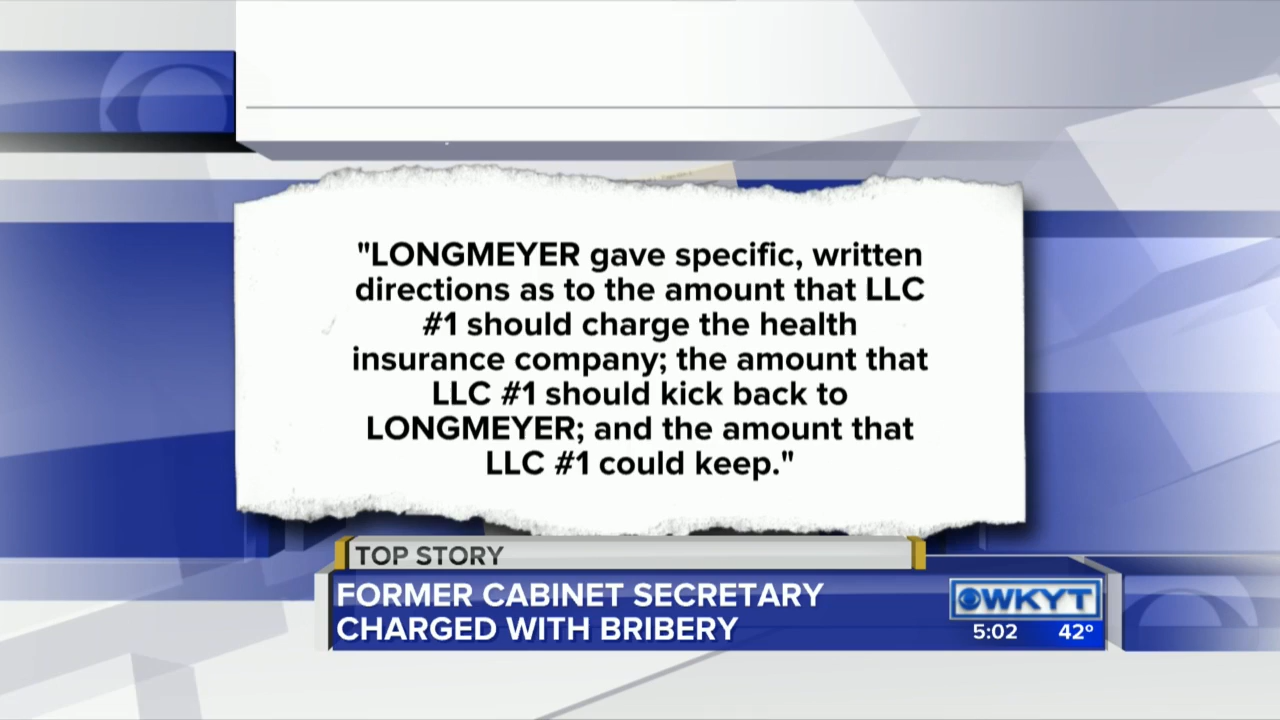 "LONGMEYER gave specific, written
directions as to the amount that LLC
#1 should charge the health
insurance company; the amount that
LLC #1 should kick back to
LONGMEYER; and the amount that
LLC #1 could keep."
TOP STORY
FORMER CABINET SECRETARY
CHARGED WITH BRIBERY
WKYT
5:02 42°